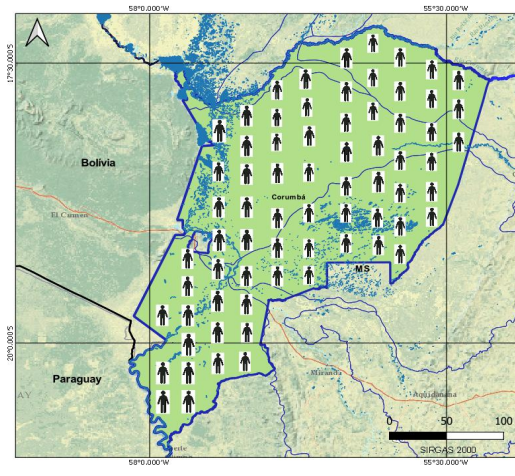 58°0.000'W
55°30.000'W
17°30.000'S
Bolivia
El Carmen
Corumbá
MS
20°0.000'S
Miranda
Paraguay
Aquidauana
AY
0 50 100
SIRGAS 2000
58°0.000'W
55°30.000'W